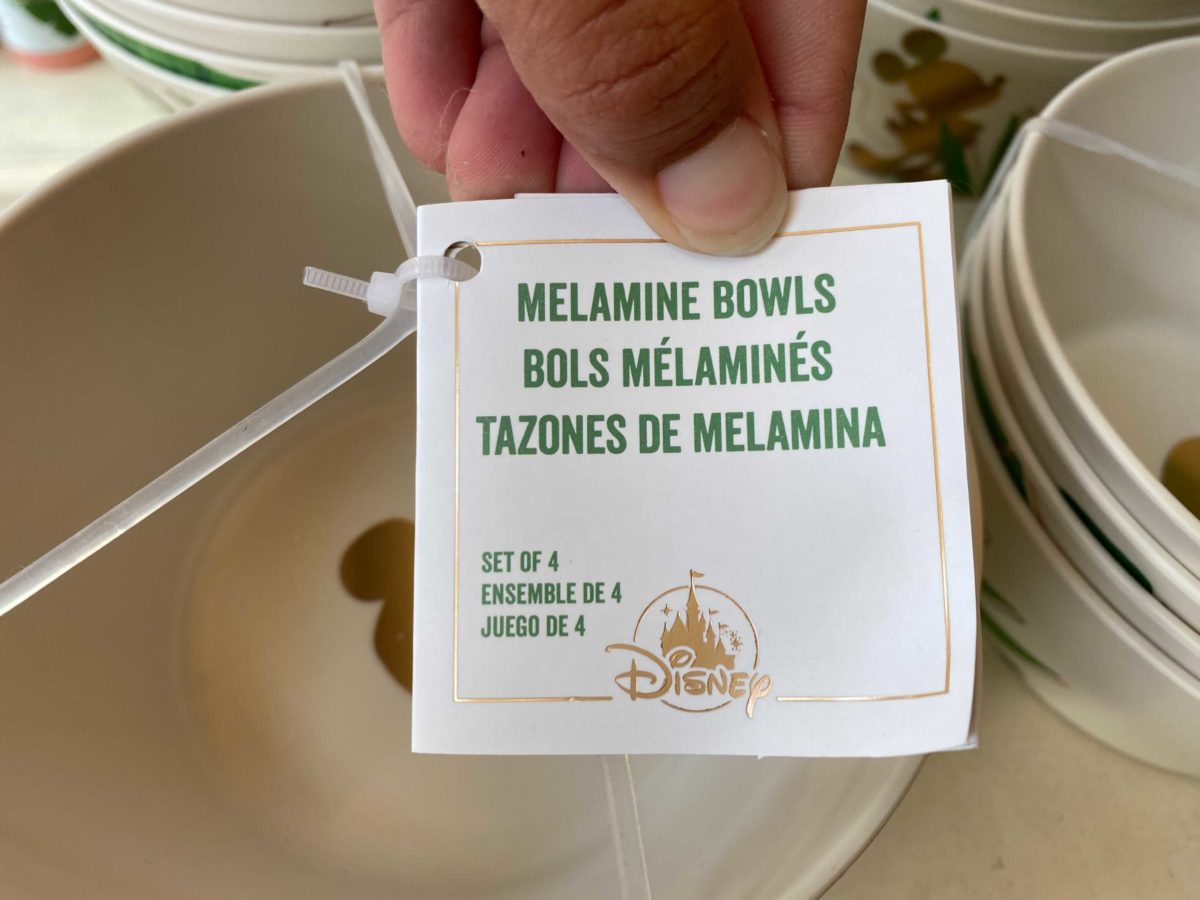 MELAMINE BOWLS
BOLS MÉLAMINÉS
TAZONES DE MELAMINA
SET OF 4
ENSEMBLE DE 4
JUEGO DE 4
Disney